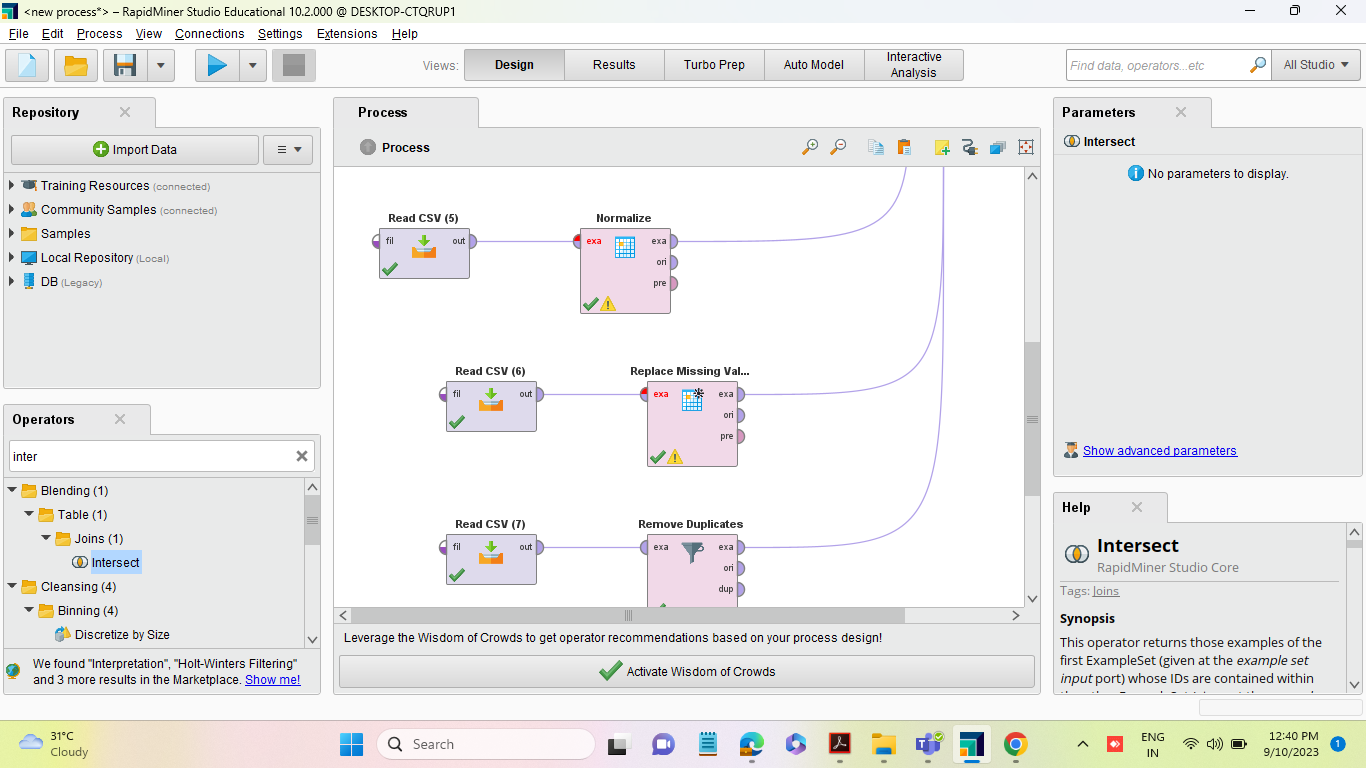 <new process*> – RapidMiner Studio Educational 10.2.000 @ DESKTOP-CTQRUP1
File Edit Process View Connections Settings Extensions Help
Views: Design Results Turbo Prep Auto Model Interactive Analysis
Find data, operators...etc All Studio
Repository
Import Data
Training Resources (connected)
Community Samples (connected)
Samples
Local Repository (Local)
DB (Legacy)
Operators
inter
Blending (1)
Table (1)
Joins (1)
Intersect
Cleansing (4)
Binning (4)
Discretize by Size
We found "Interpretation", "Holt-Winters Filtering"
and 3 more results in the Marketplace. Show me!
Process
Process
Read CSV (5) Normalize
fil out exa exa
ori
pre
Read CSV (6) Replace Missing Val...
fil out exa exa
ori
pre
Read CSV (7) Remove Duplicates
fil out exa exa
ori
dup
Leverage the Wisdom of Crowds to get operator recommendations based on your process design!
Activate Wisdom of Crowds
Parameters
Intersect
No parameters to display.
Show advanced parameters
Help
Intersect
RapidMiner Studio Core
Tags: Joins
Synopsis
This operator returns those examples of the
first ExampleSet (given at the example set
input port) whose IDs are contained within
31°C
Cloudy
Search
ENG
IN
12:40 PM
9/10/2023
1